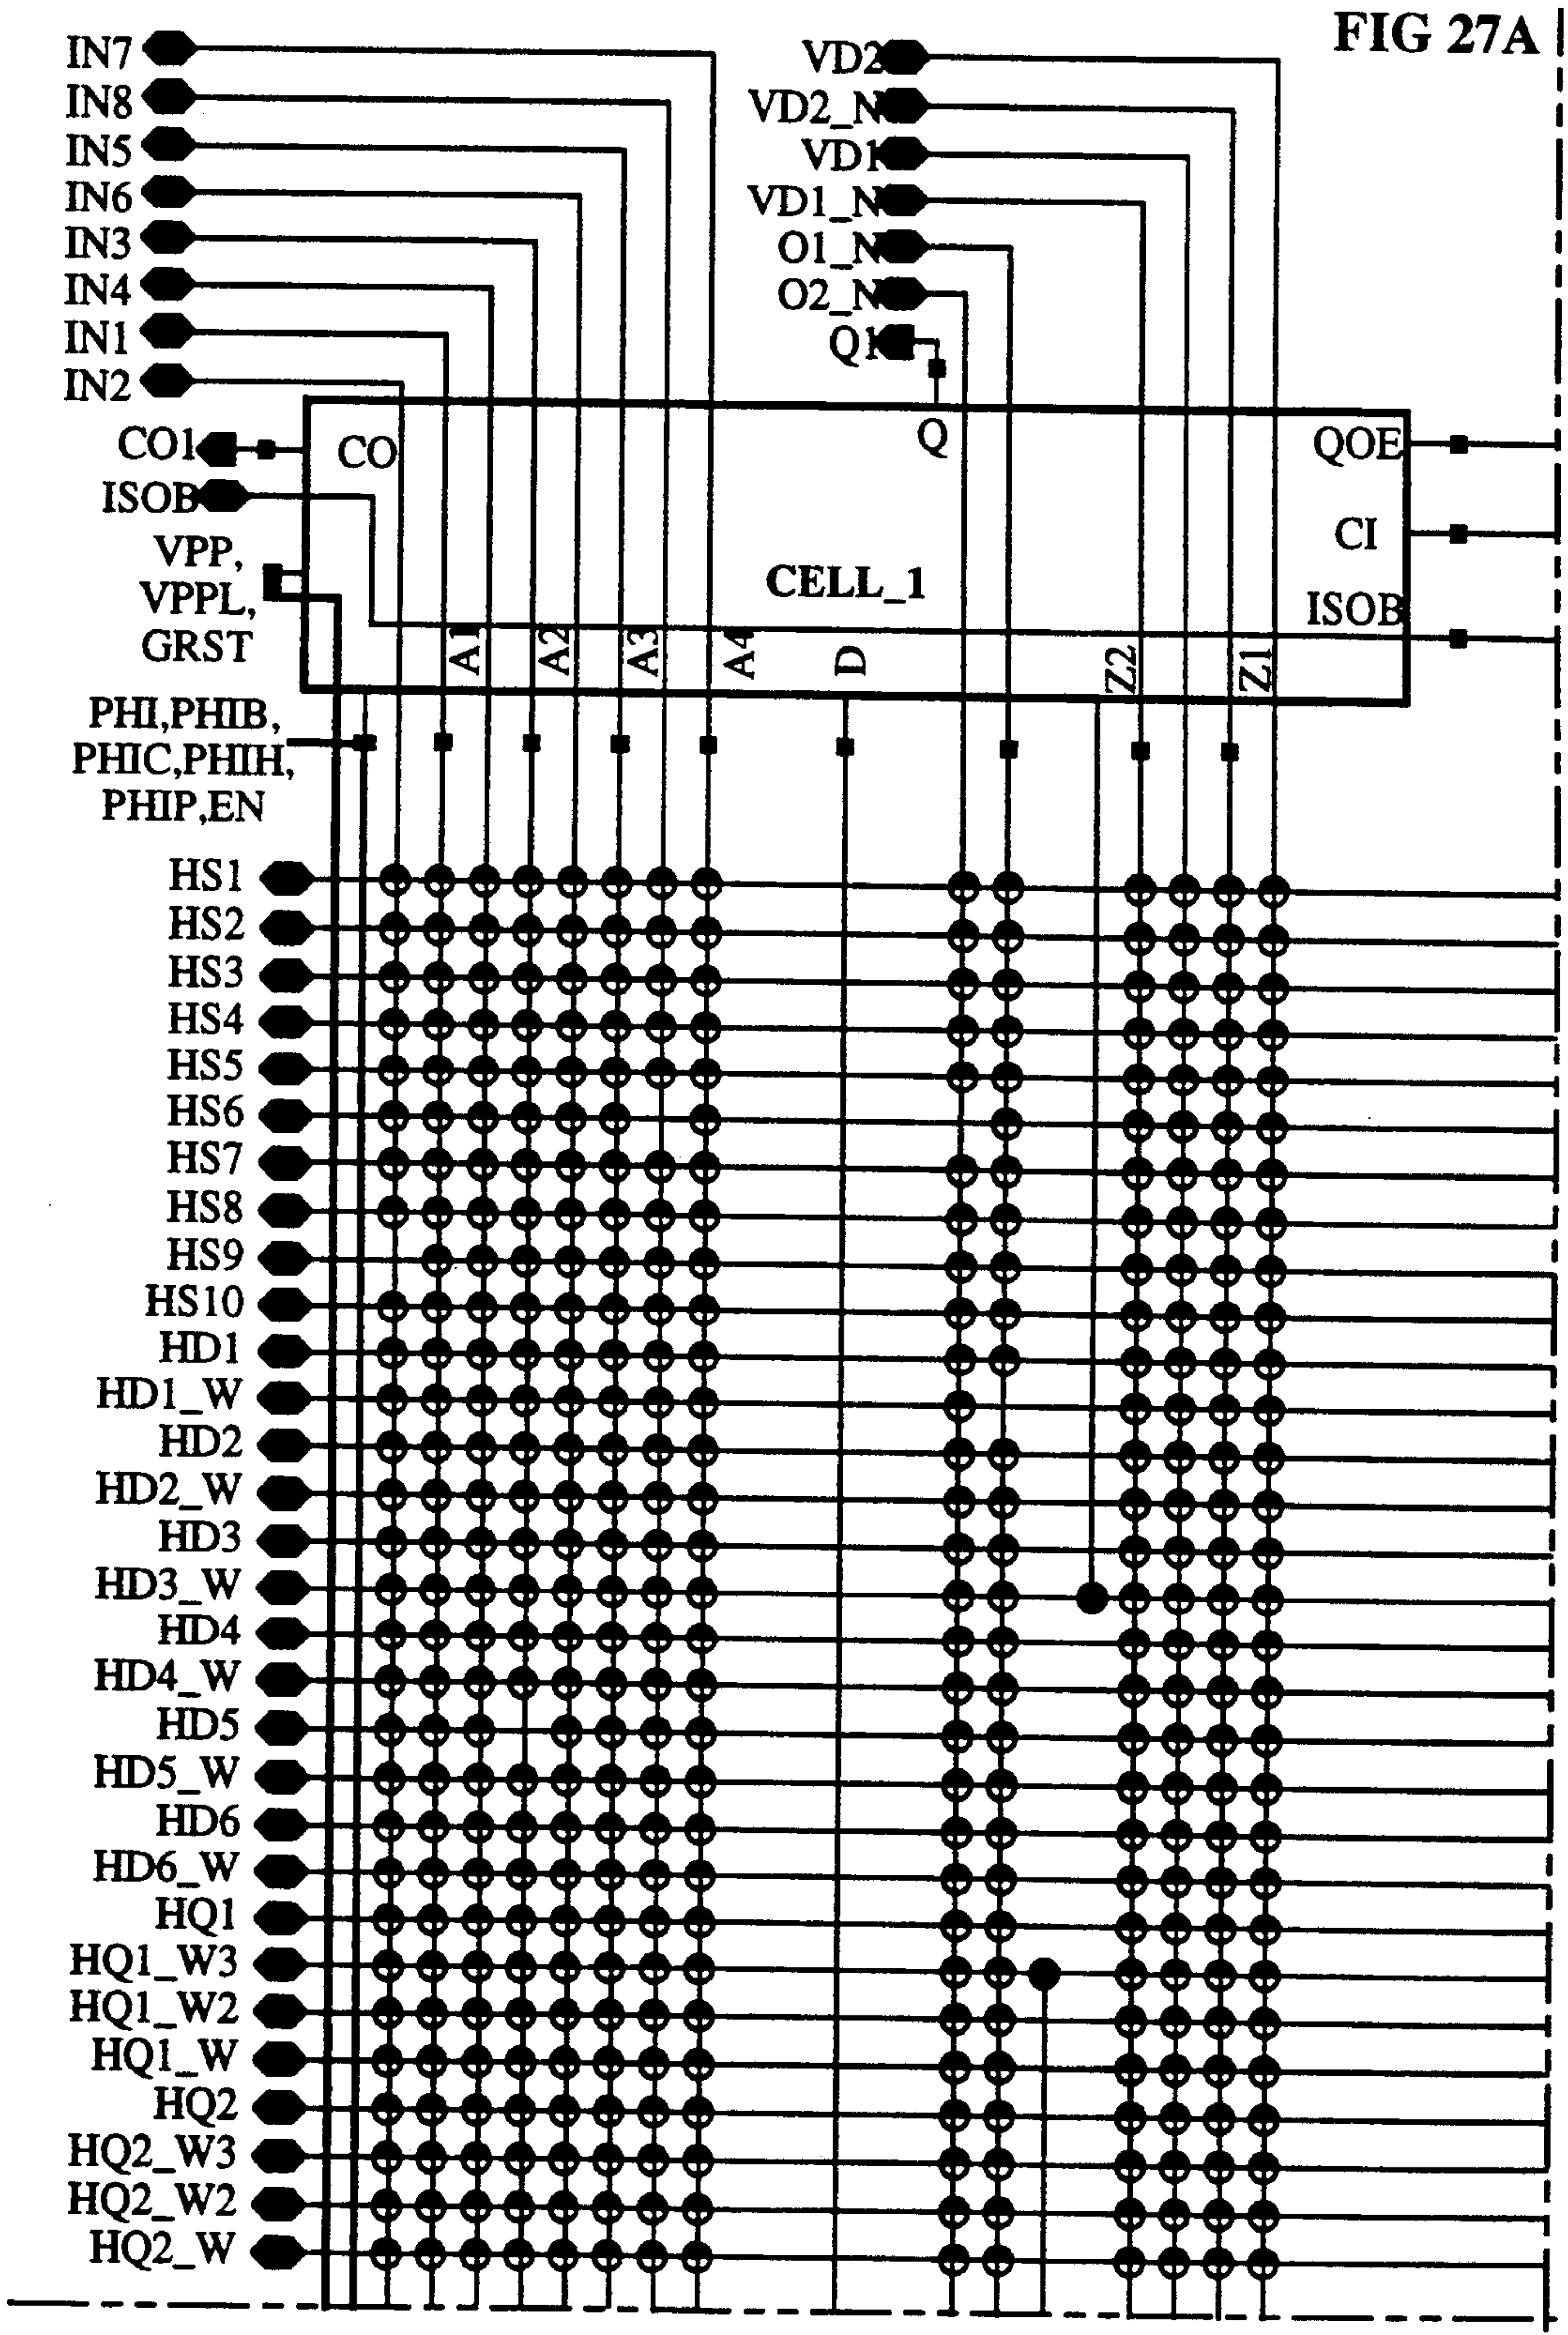 FIG 27A
IN7
IN8
IN5
IN6
IN3
IN4
IN1
IN2
VD2
VD2_N
VD1
VD1_N
O1_N
O2_N
Q1
CO1
ISOB
VPP,
VPPL,
GRST
PHI,PHIB,
PHIC,PHIH,
PHIP,EN
CO
Q
QOE
CI
ISOB
CELL_1
A1
A2
A3
A4
D
Z2
Z1
HS1
HS2
HS3
HS4
HS5
HS6
HS7
HS8
HS9
HS10
HD1
HD1_W
HD2
HD2_W
HD3
HD3_W
HD4
HD4_W
HD5
HD5_W
HD6
HD6_W
HQ1
HQ1_W3
HQ1_W2
HQ1_W
HQ2
HQ2_W3
HQ2_W2
HQ2_W